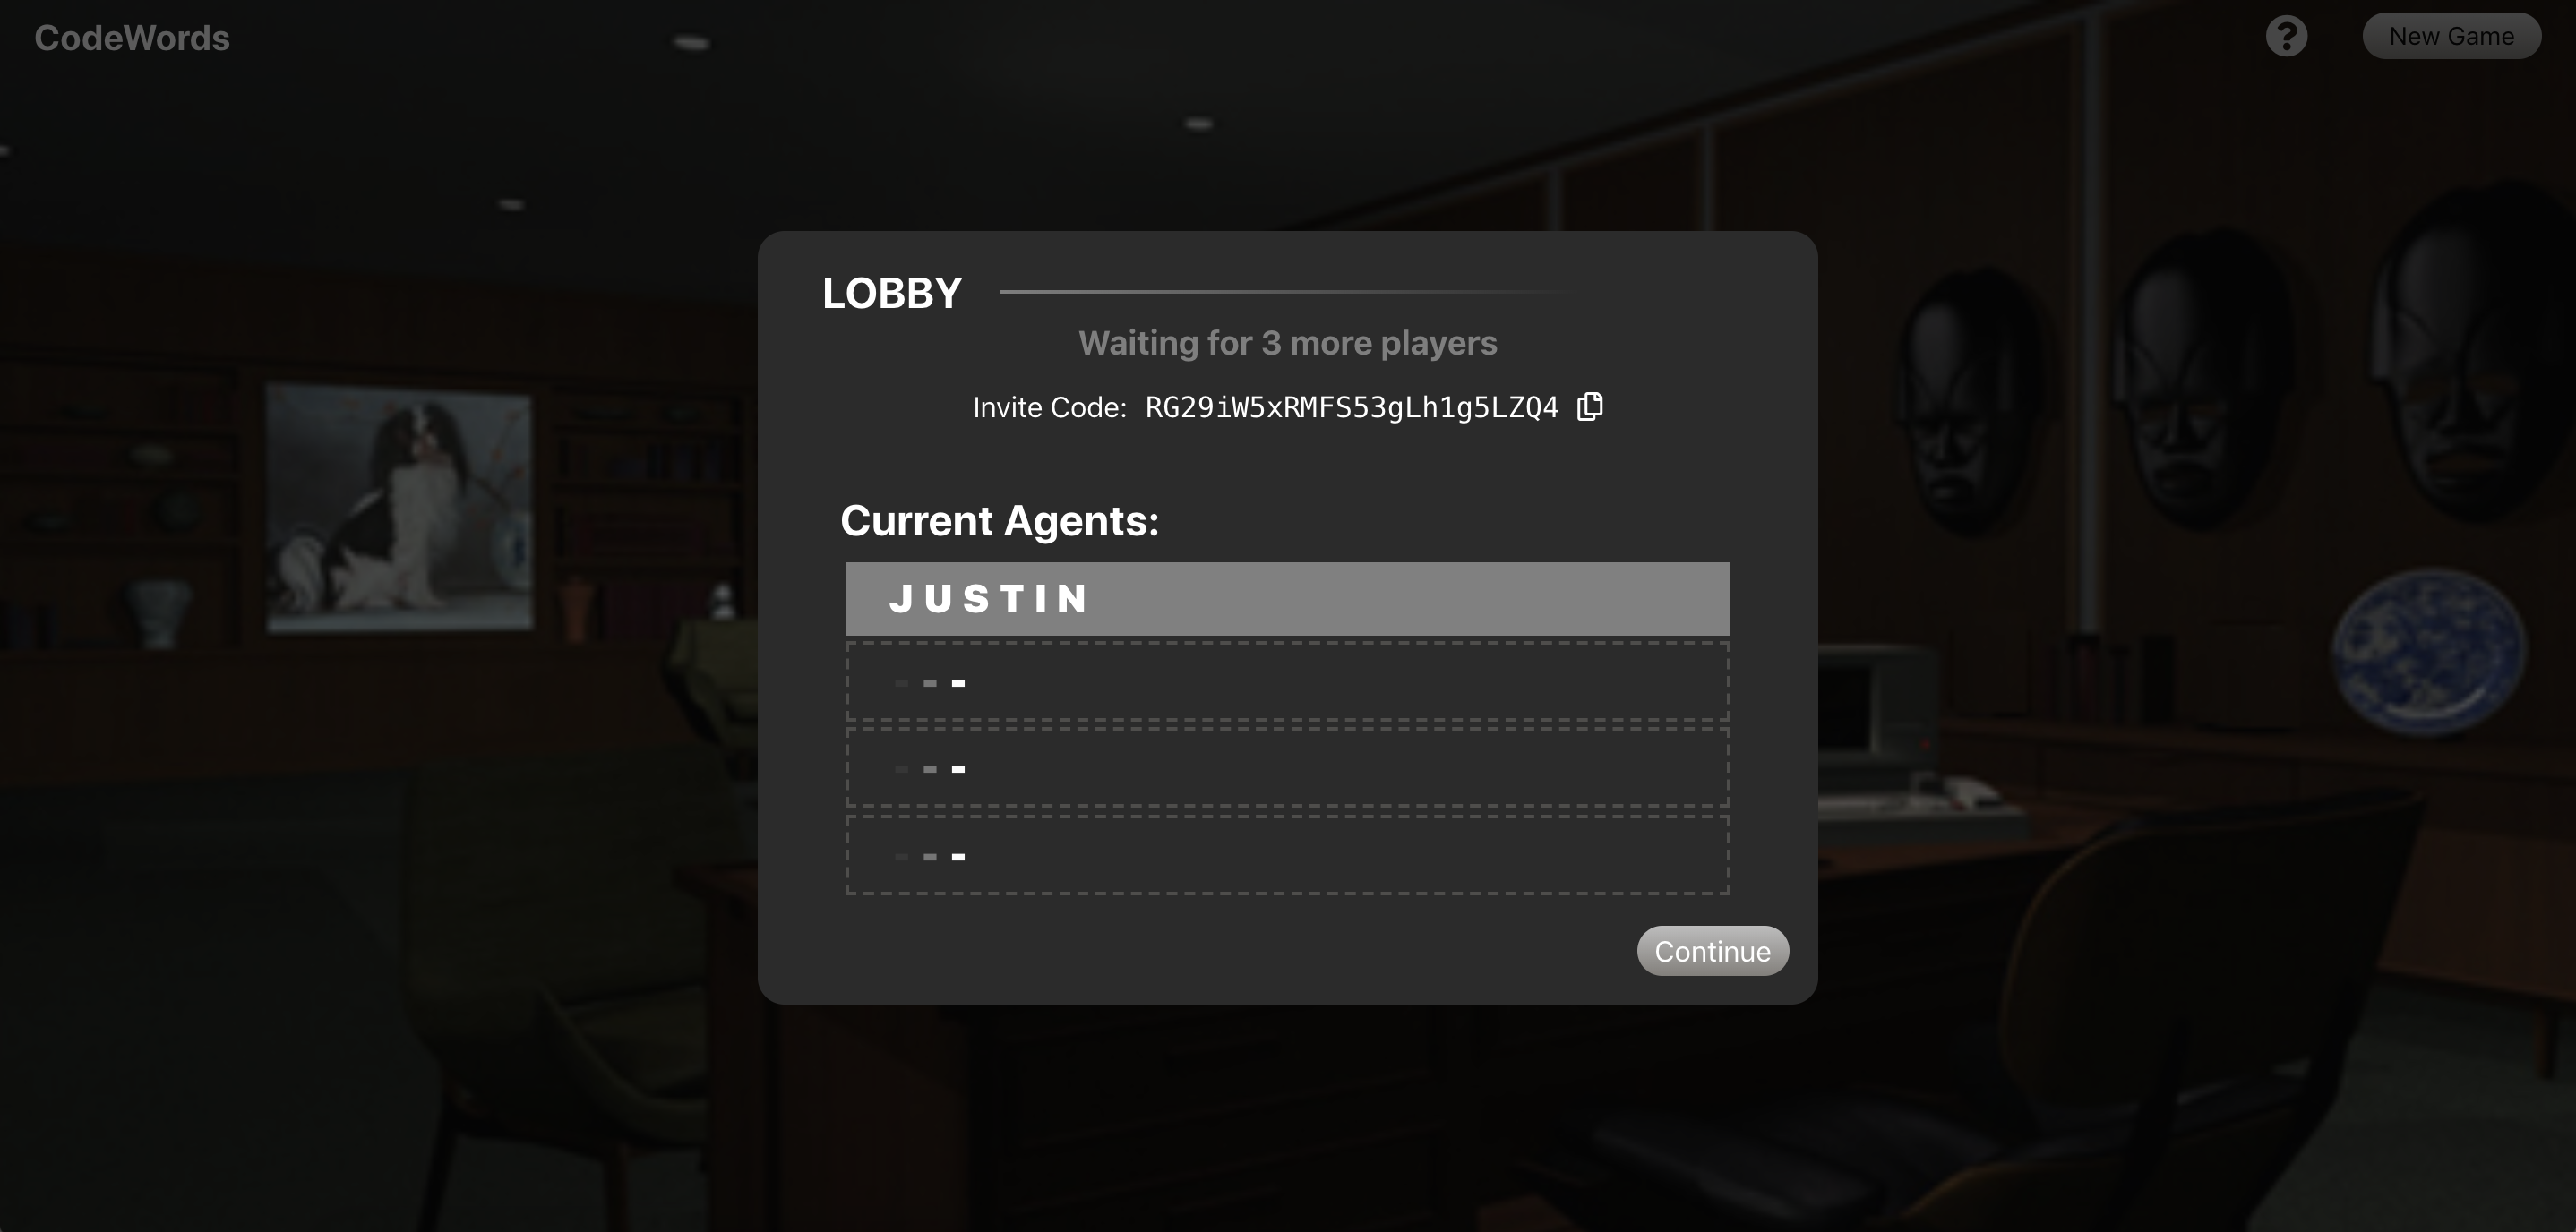 CodeWords
?
New Game
LOBBY
Waiting for 3 more players
Invite Code: RG29iW5xRMFS53gLh1g5LZQ4
Current Agents:
JUSTIN
---
---
---
Continue